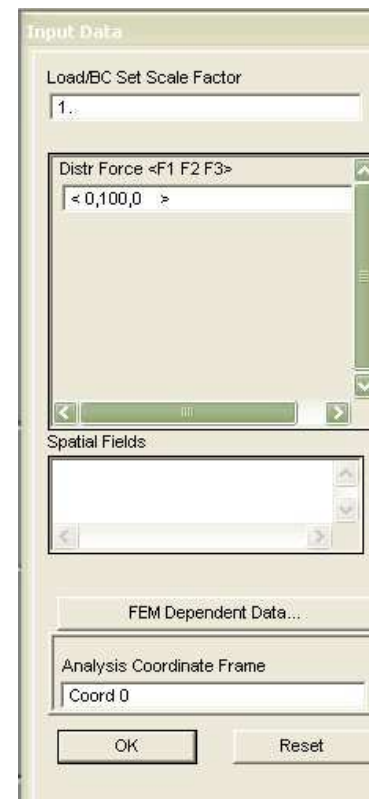 Input Data
Load/BC Set Scale Factor
1.
Distr Force <F1 F2 F3>
< 0,100,0 >
Spatial Fields
FEM Dependent Data...
Analysis Coordinate Frame
Coord 0
OK
Reset